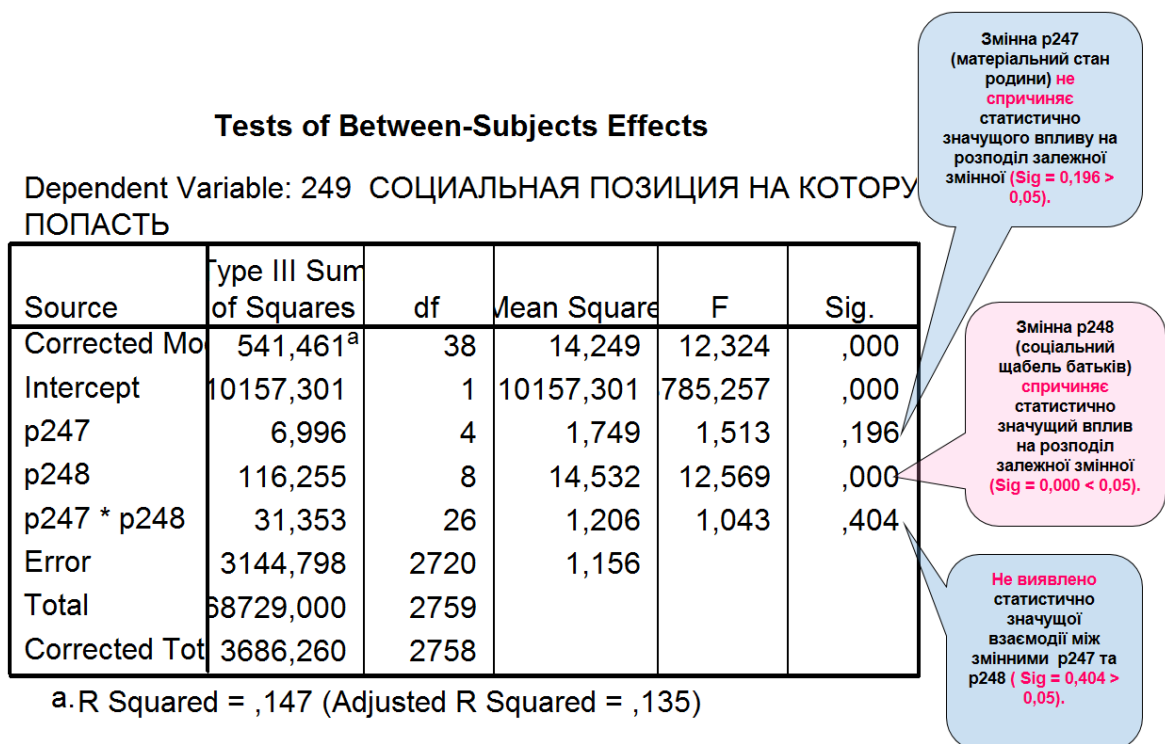 Tests of Between-Subjects Effects
Dependent Variable: 249 СОЦИАЛЬНАЯ ПОЗИЦИЯ НА КОТОРУ
ПОПАСТЬ
Source Type III Sum of Squares df Mean Square F Sig.
Corrected Mo 541,461a 38 14,249 12,324 ,000
Intercept 10157,301 1 10157,301 785,257 ,000
p247 6,996 4 1,749 1,513 ,196
p248 116,255 8 14,532 12,569 ,000
p247 * p248 31,353 26 1,206 1,043 ,404
Error 3144,798 2720 1,156
Total 68729,000 2759
Corrected Tot 3686,260 2758
a. R Squared = ,147 (Adjusted R Squared = ,135)
Змінна p247
(матеріальний стан
родини) не
спричиняє
статистично
значущого впливу на
розподіл залежної
змінної (Sig = 0,196 >
0,05).
Змінна p248
(соціальний
щабель батьків)
спричиняє
статистично
значущий вплив
на розподіл
залежної змінної
(Sig = 0,000 < 0,05).
Не виявлено
статистично
значущої
взаємодії між
змінними p247 та
p248 ( Sig = 0,404 >
0,05).